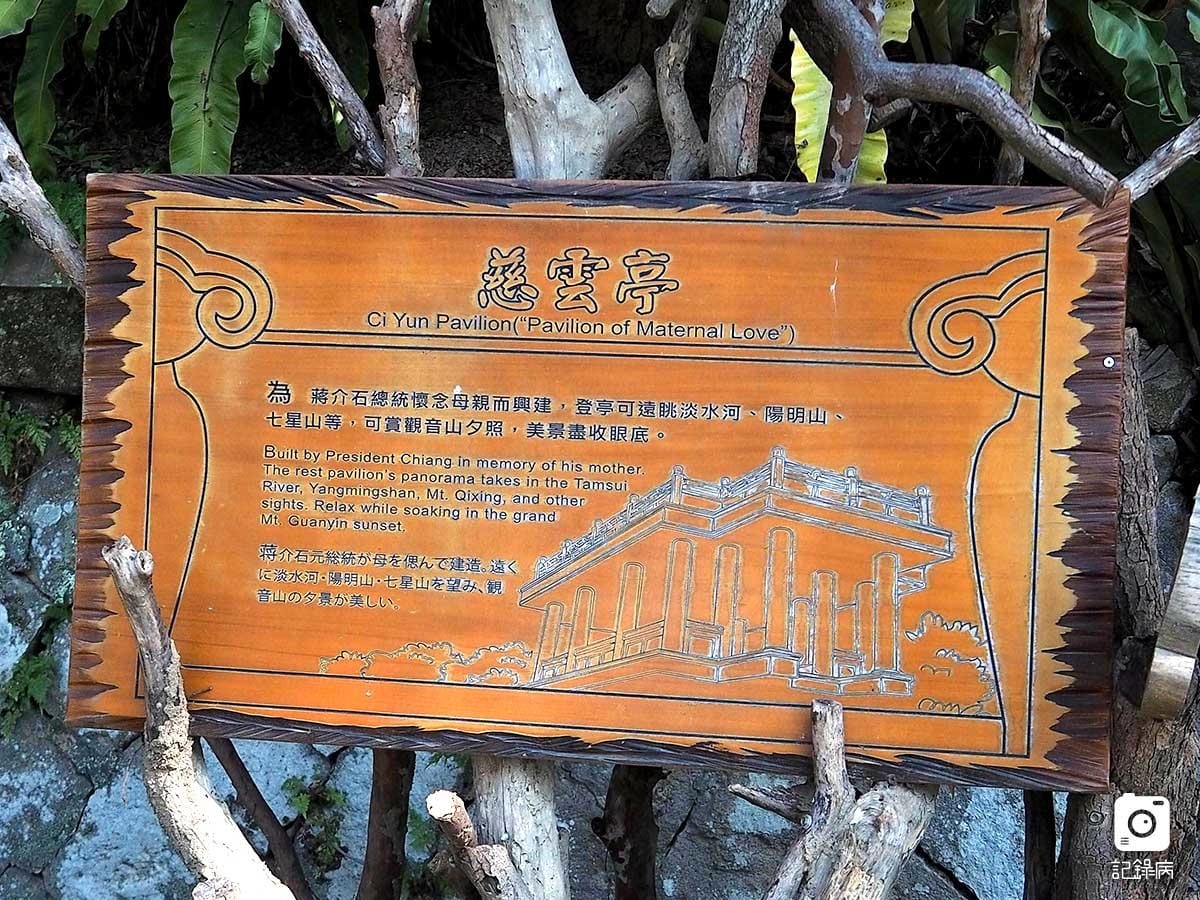 慈雲亭
Ci Yun Pavilion(“Pavilion of Maternal Love”)
為 蔣介石總統懷念母親而興建，登亭可遠眺淡水河、陽明山、
七星山等，可賞觀音山夕照，美景盡收眼底。
Built by President Chiang in memory of his mother.
The rest pavilion's panorama takes in the Tamsui
River, Yangmingshan, Mt. Qixing, and other
sights. Relax while soaking in the grand
Mt. Guanyin sunset.
蒋介石元総統が母を偲んで建造。遠く
に淡水河·陽明山·七星山を望み、観
音山の夕景が美しい。
記錄病